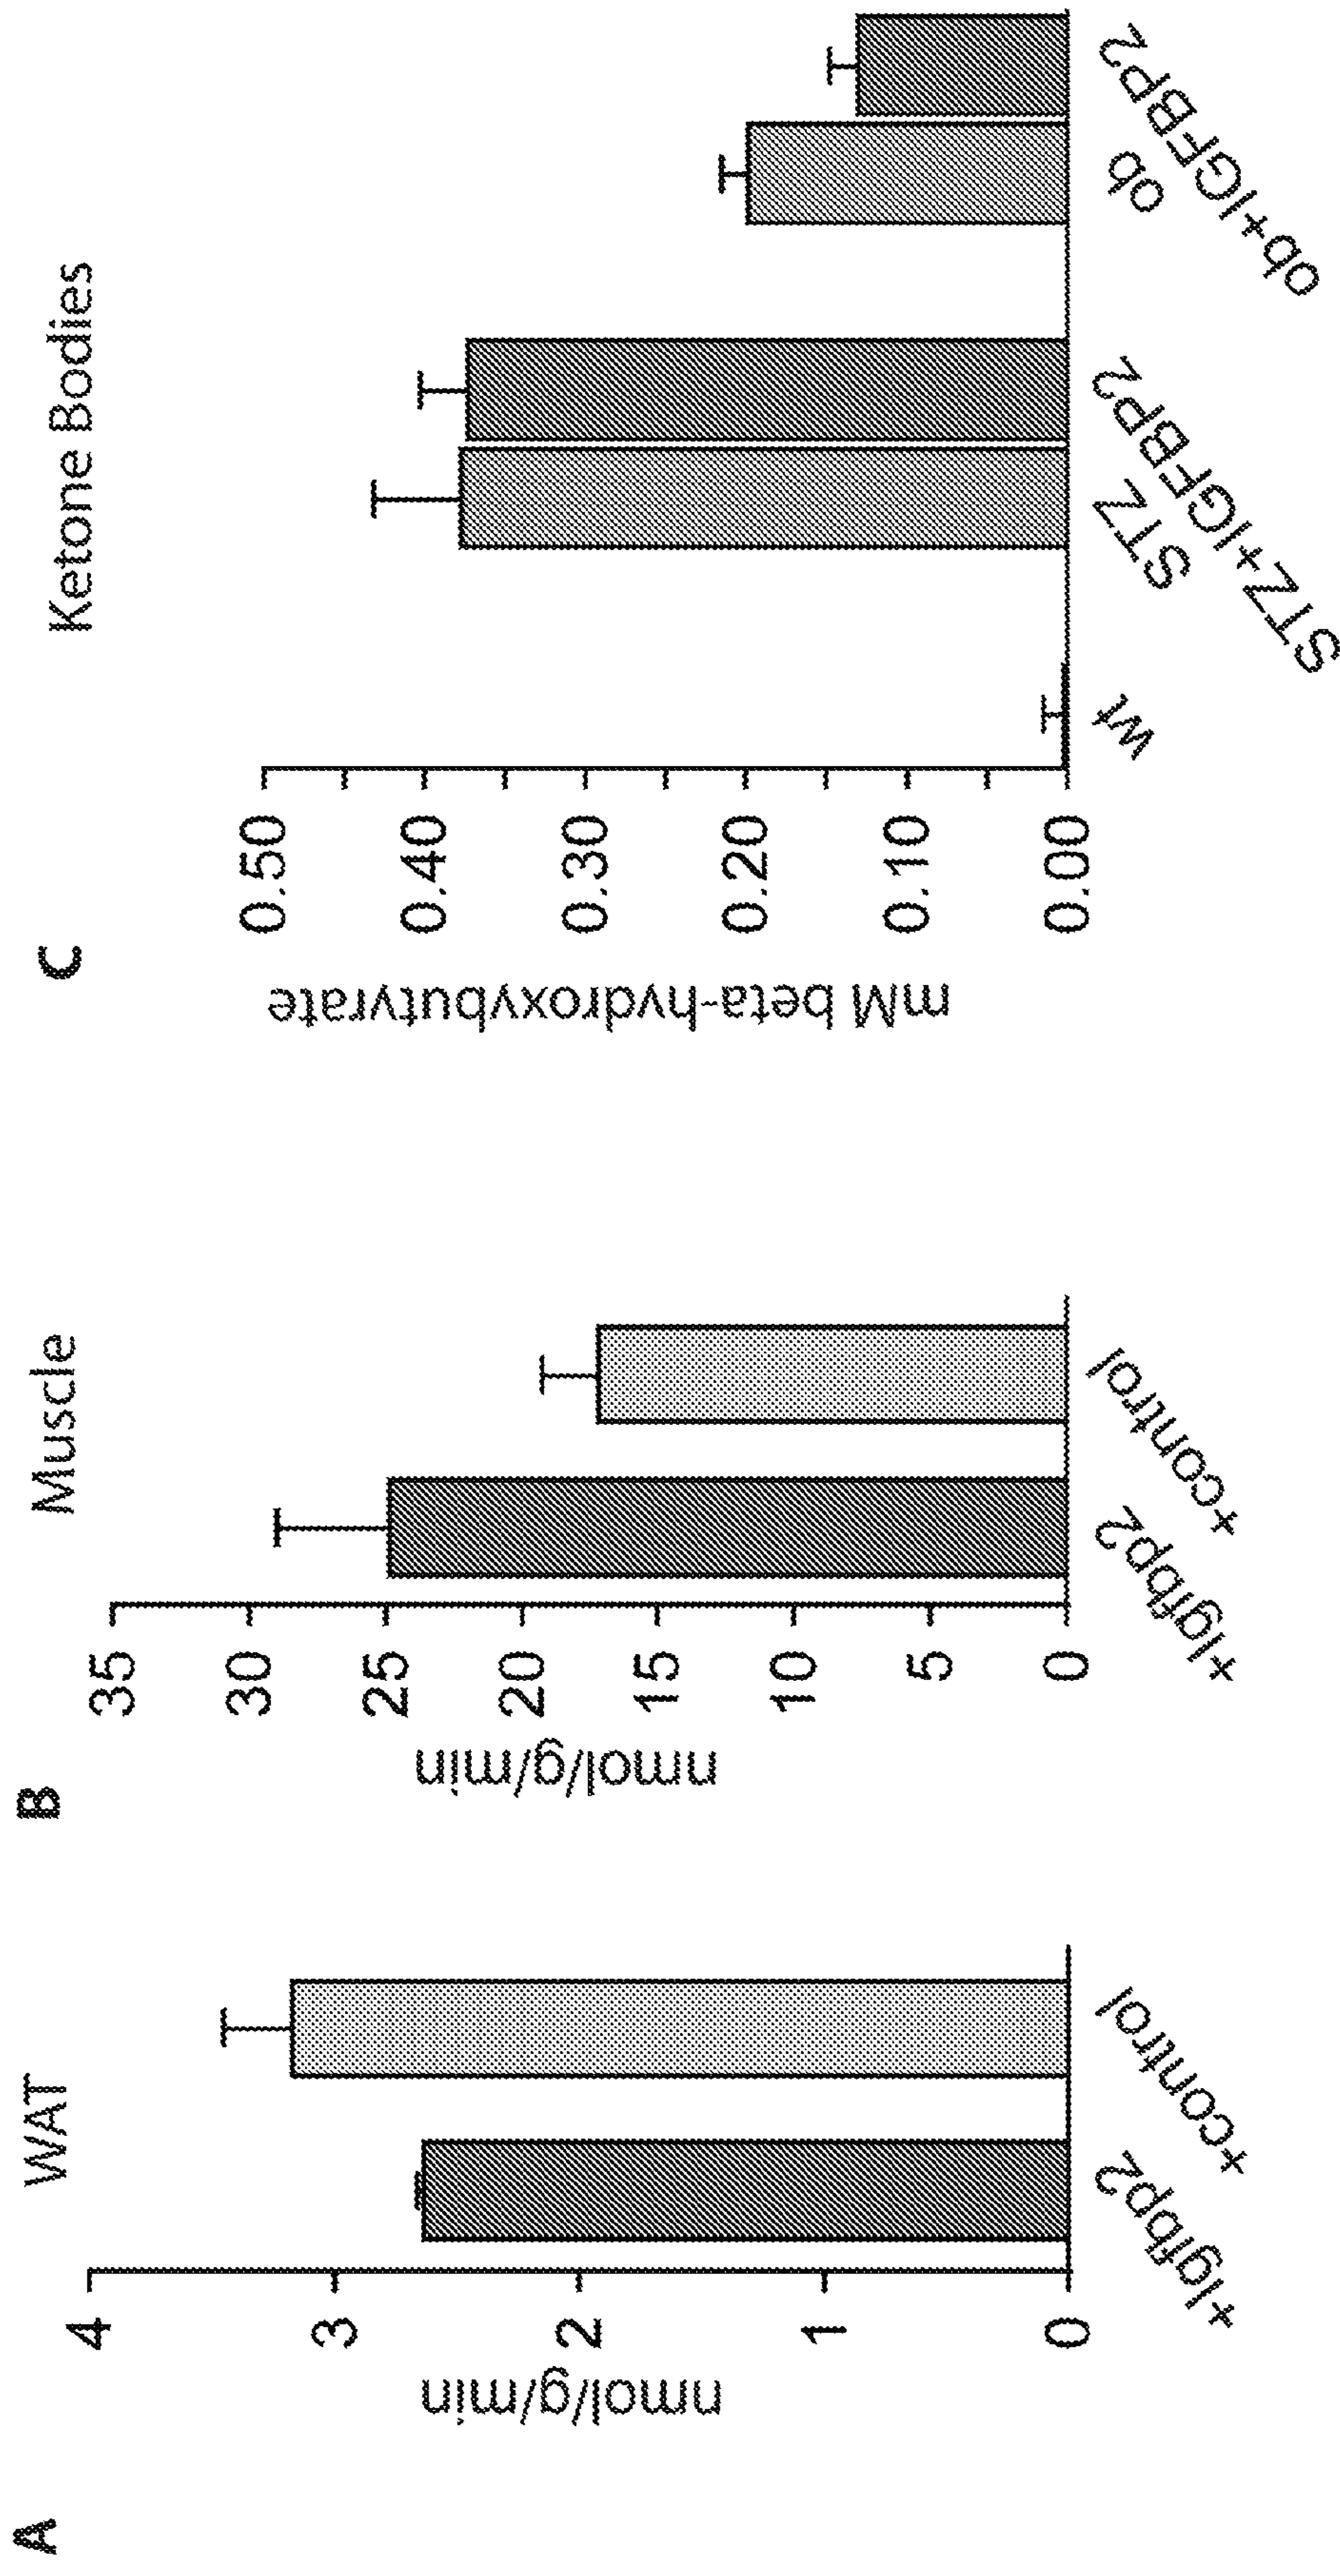 A
WAT
nmol/g/min
4
3
2
1
0
+Igfbp2
+control
B
Muscle
nmol/g/min
35
30
25
20
15
10
5
0
+Igfbp2
+control
C
Ketone Bodies
mM beta-hydroxybutyrate
0.50
0.40
0.30
0.20
0.10
0.00
wt
STZ
STZ+IGFBP2
ob
ob+IGFBP2